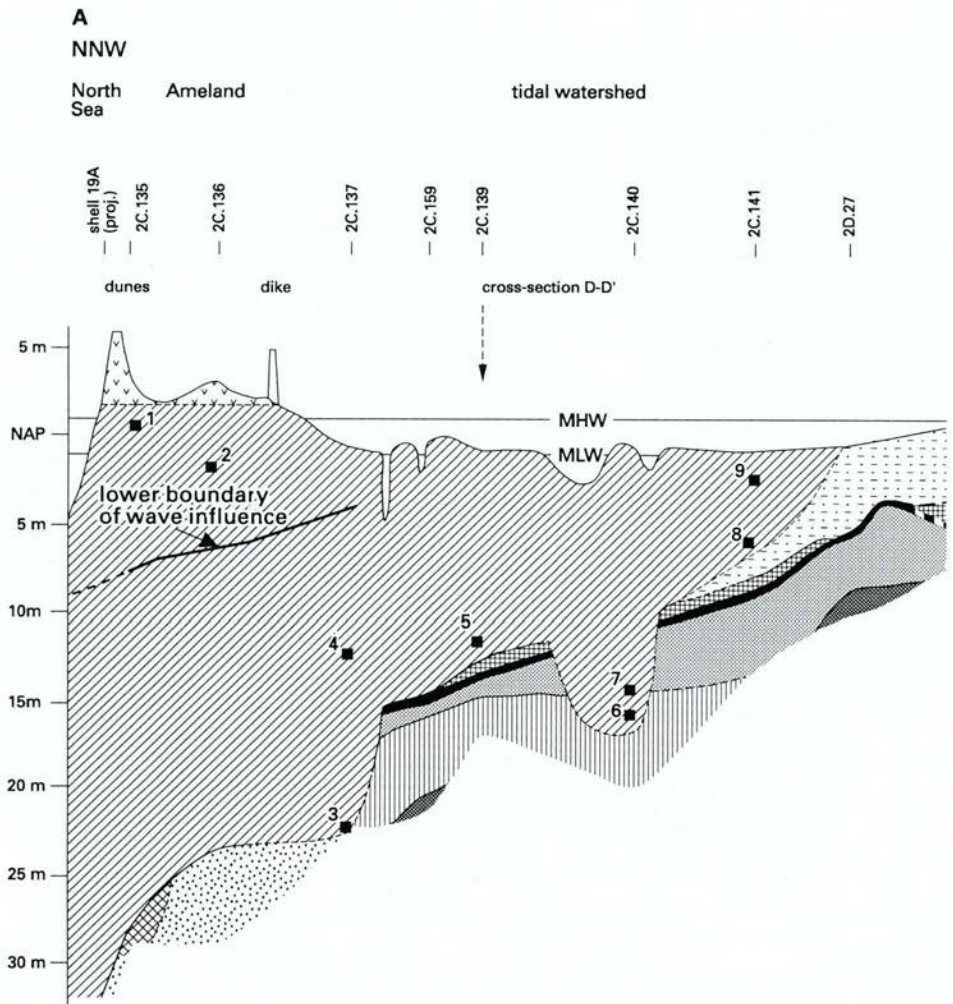 A
NNW
North Sea
Ameland
tidal watershed
shell 19A (proj.)
2C.135
2C.136
2C.137
2C.159
2C.139
2C.140
2C.141
2D.27
dunes
dike
cross-section D-D'
5 m
MHW
NAP
MLW
1
2
9
lower boundary
of wave influence
5 m
8
10m
5
4
7
15m
6
20 m
3
25 m
30 m